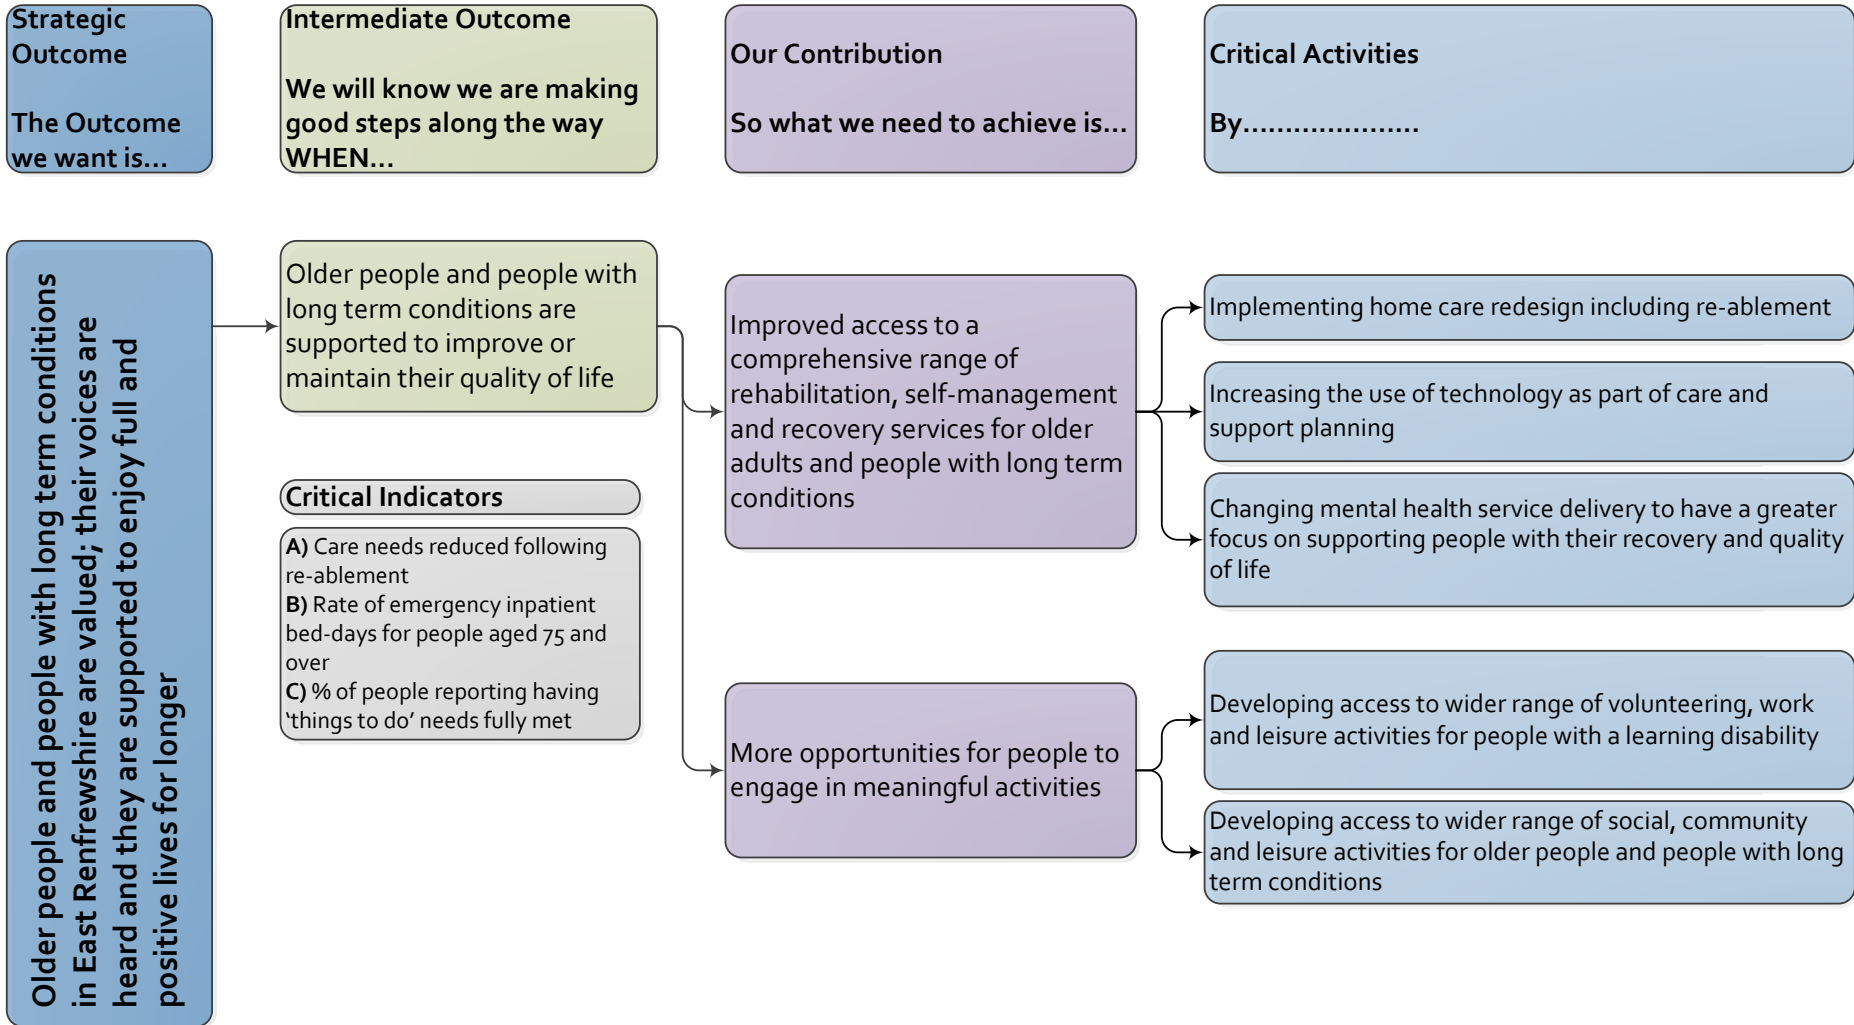 Strategic
Outcome
The Outcome
we want is...
Intermediate Outcome
We will know we are making
good steps along the way
WHEN...
Our Contribution
So what we need to achieve is...
Critical Activities
By.....................
Older people and people with long term conditions
in East Renfrewshire are valued; their voices are
heard and they are supported to enjoy full and
positive lives for longer
Older people and people with
long term conditions are
supported to improve or
maintain their quality of life
Critical Indicators
A) Care needs reduced following
re-ablement
B) Rate of emergency inpatient
bed-days for people aged 75 and
over
C) % of people reporting having
‘things to do’ needs fully met
Improved access to a
comprehensive range of
rehabilitation, self-management
and recovery services for older
adults and people with long term
conditions
More opportunities for people to
engage in meaningful activities
Implementing home care redesign including re-ablement
Increasing the use of technology as part of care and
support planning
Changing mental health service delivery to have a greater
focus on supporting people with their recovery and quality
of life
Developing access to wider range of volunteering, work
and leisure activities for people with a learning disability
Developing access to wider range of social, community
and leisure activities for older people and people with long
term conditions